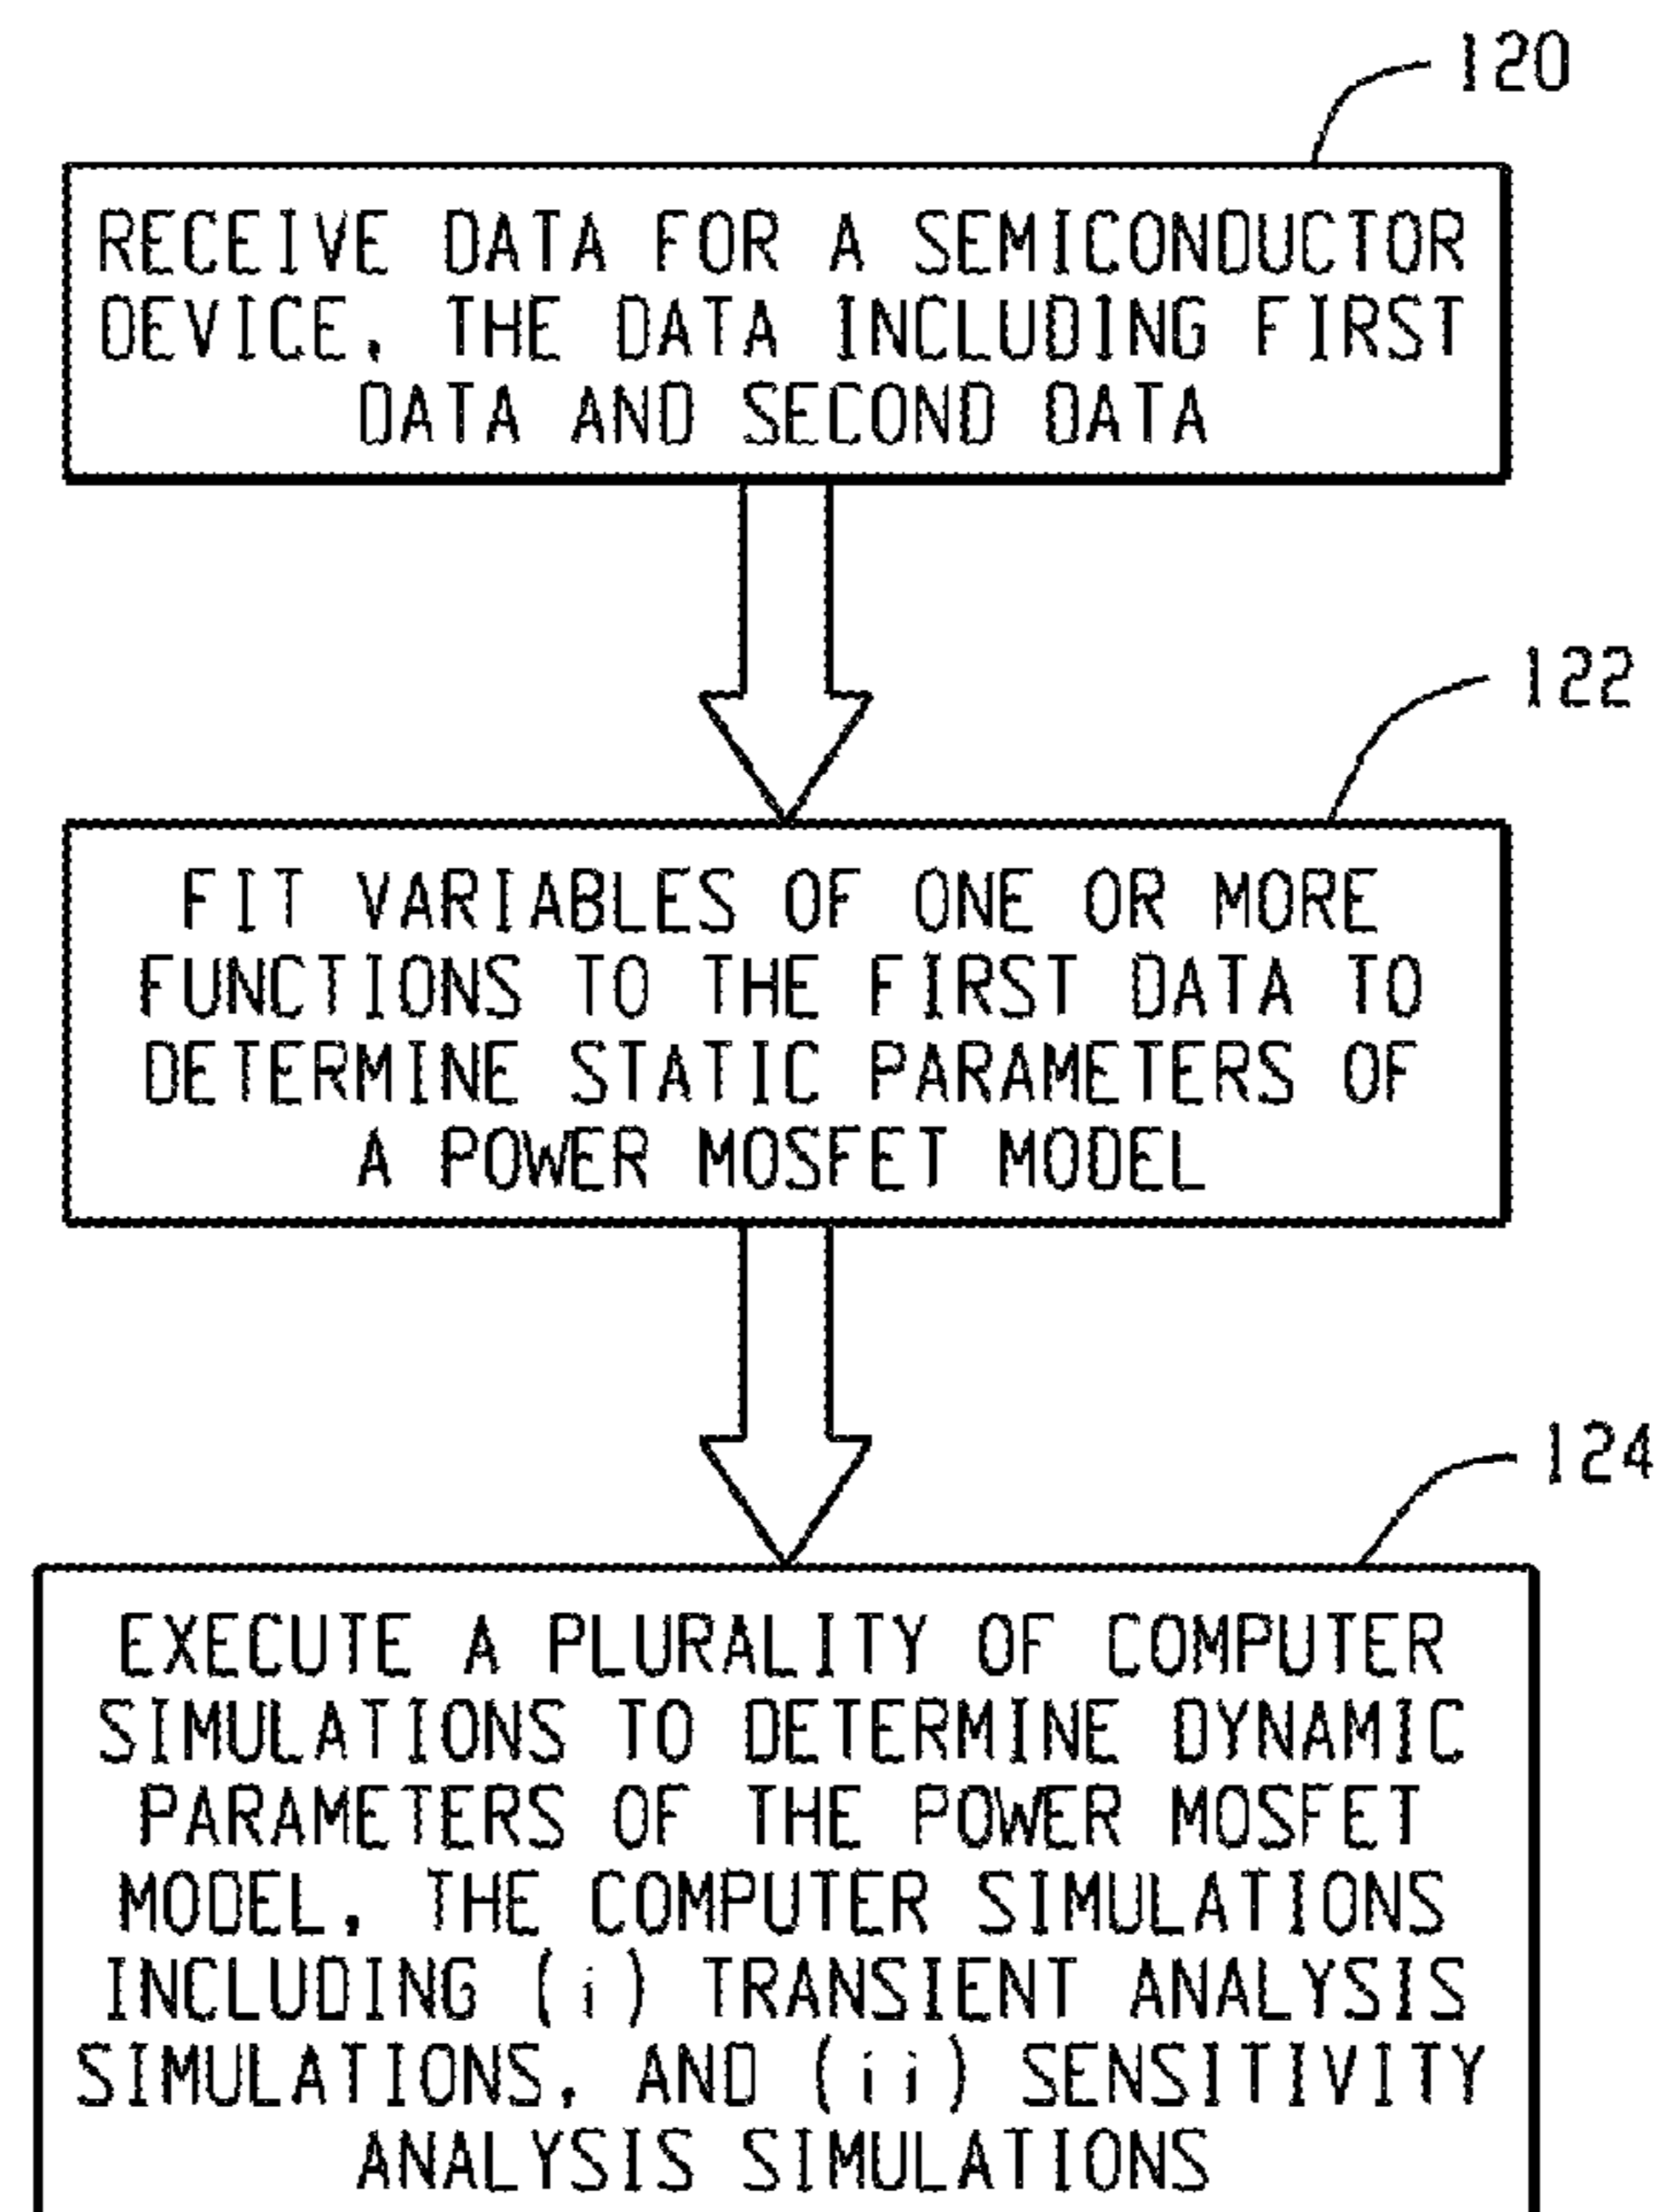 120
RECEIVE DATA FOR A SEMICONDUCTOR
DEVICE, THE DATA INCLUDING FIRST
DATA AND SECOND DATA
122
FIT VARIABLES OF ONE OR MORE
FUNCTIONS TO THE FIRST DATA TO
DETERMINE STATIC PARAMETERS OF
A POWER MOSFET MODEL
124
EXECUTE A PLURALITY OF COMPUTER
SIMULATIONS TO DETERMINE DYNAMIC
PARAMETERS OF THE POWER MOSFET
MODEL, THE COMPUTER SIMULATIONS
INCLUDING (i) TRANSIENT ANALYSIS
SIMULATIONS, AND (ii) SENSITIVITY
ANALYSIS SIMULATIONS